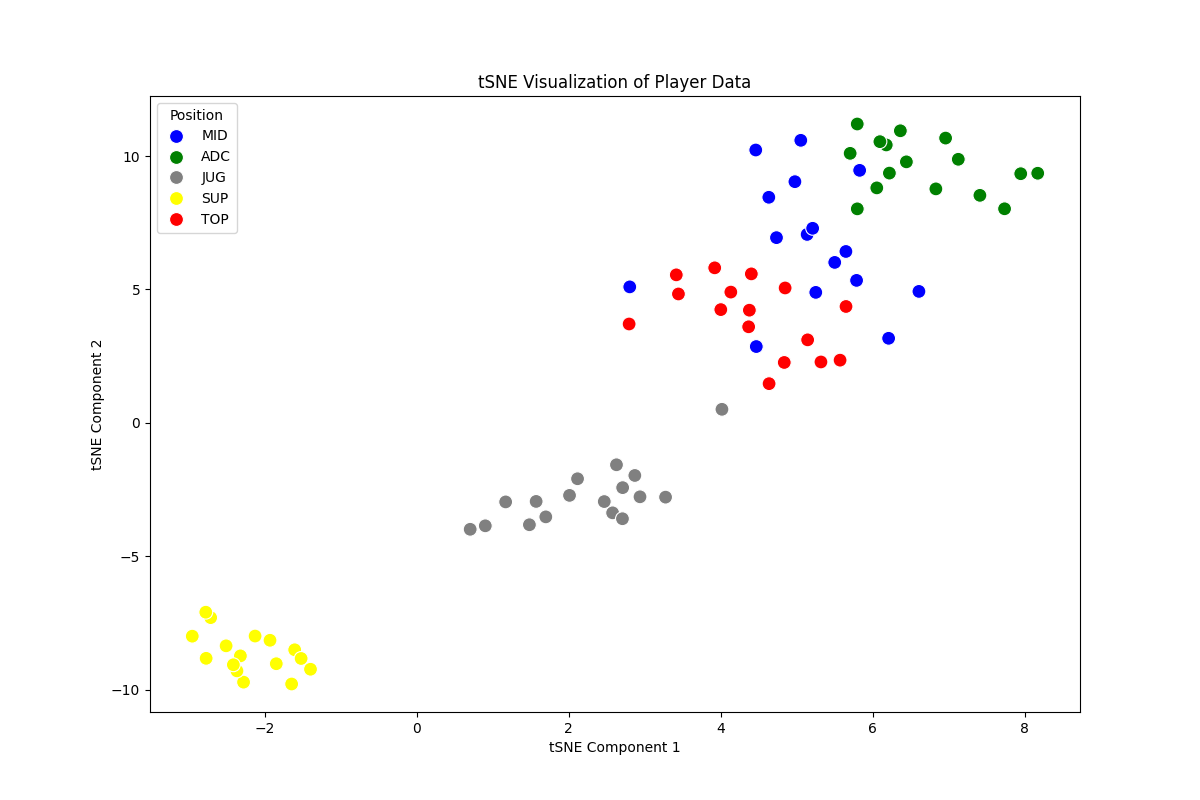 tSNE Visualization of Player Data
Position
MID
ADC
JUG
SUP
TOP
10
5
0
−5
−10
tSNE Component 2
−2
0
2
4
6
8
tSNE Component 1